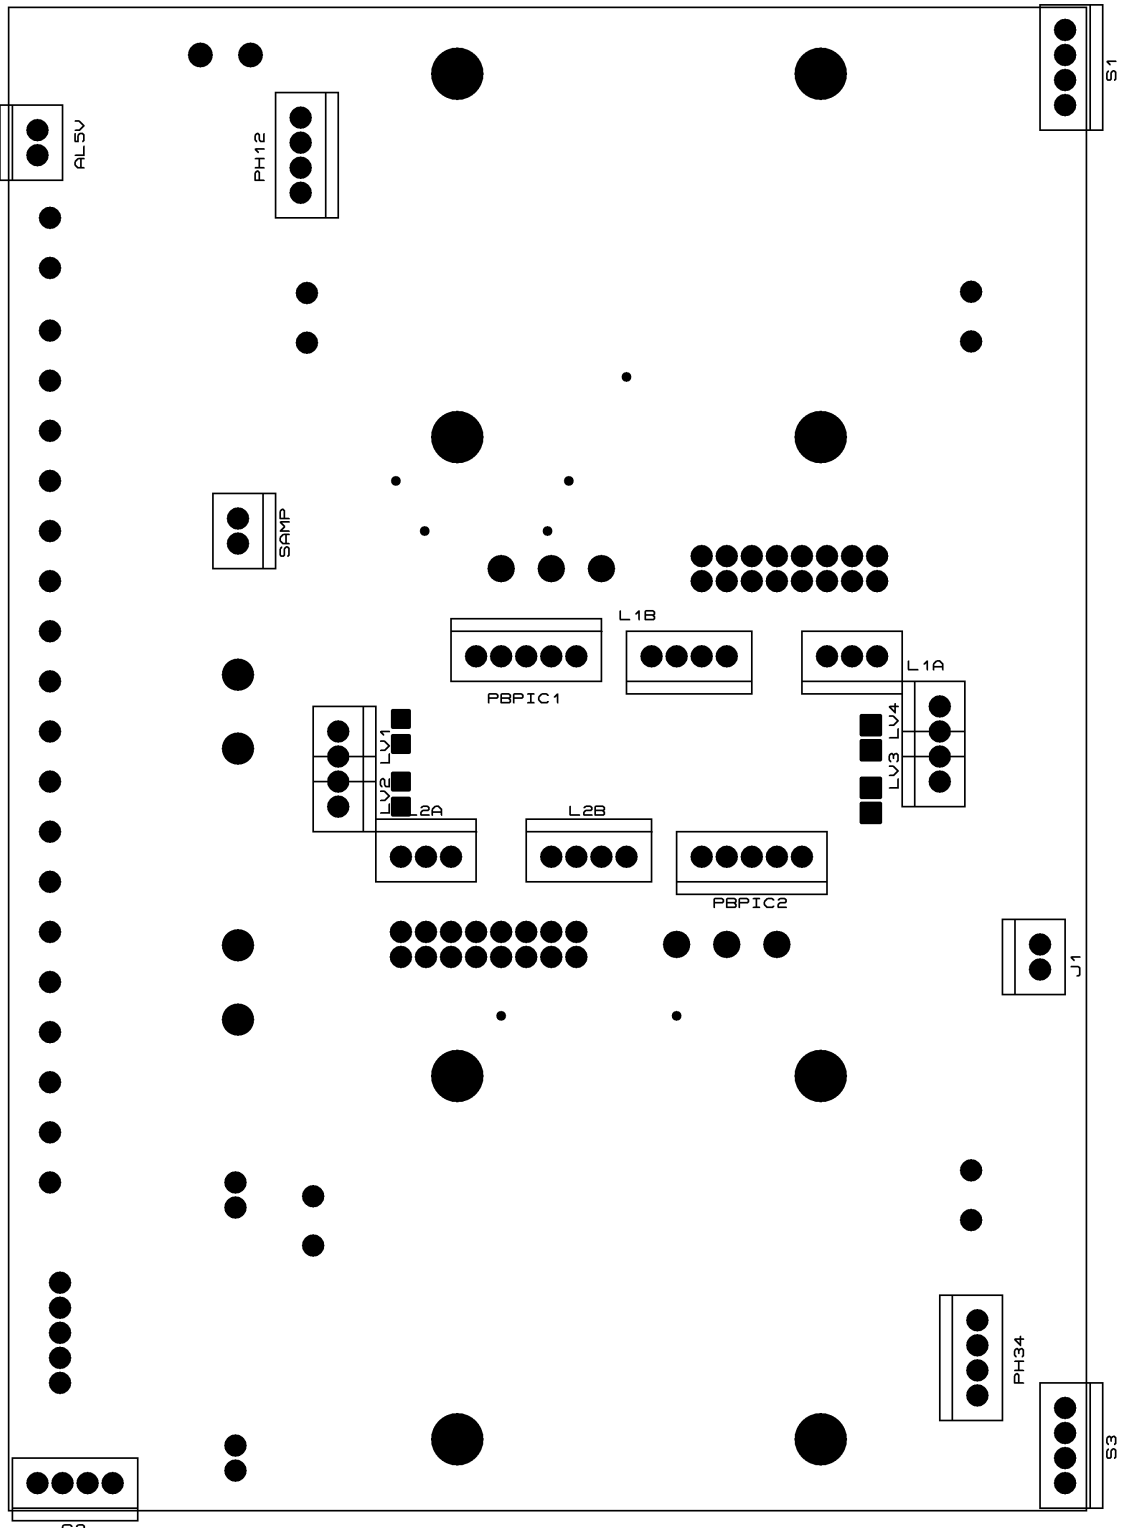 S1
AL5V
PH12
SAMP
L1B
L1A
PBPIC1
LV4
LV1
LV3
LV2
L2A
L2B
PBPIC2
J1
PH34
S3